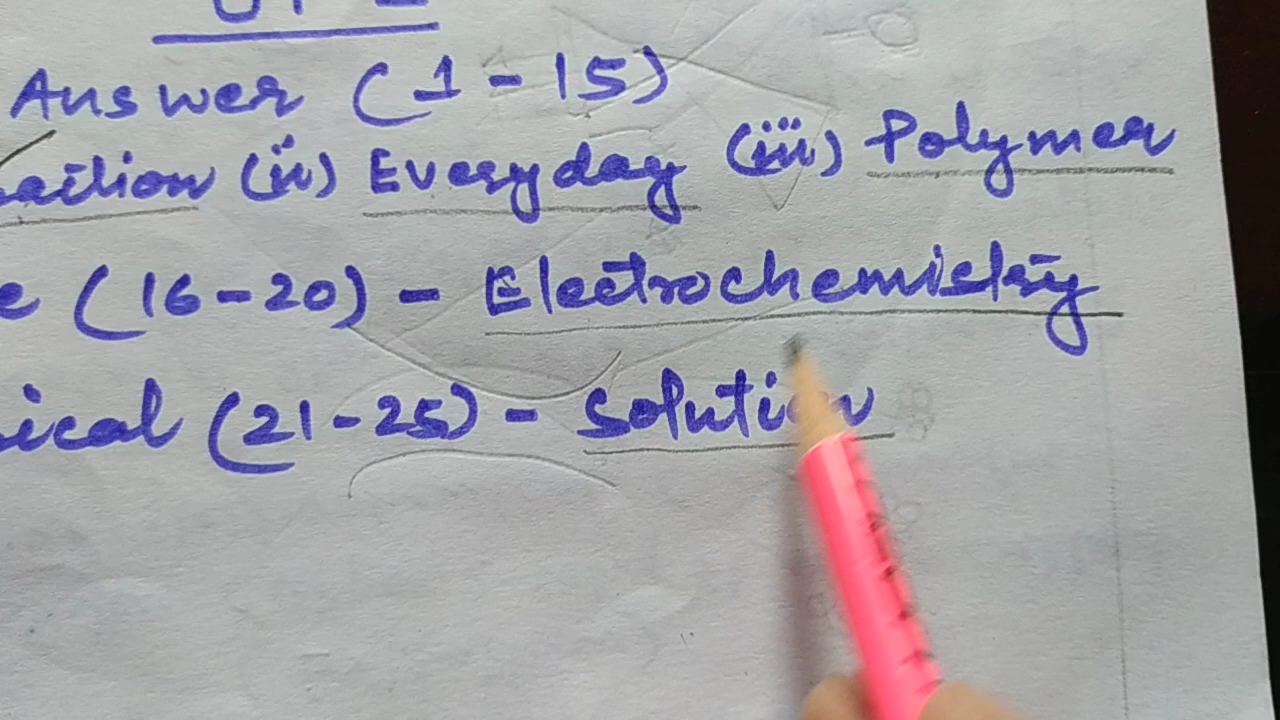 Answer (1-15)
(ii) Everyday (iii) Polymer
(16-20) - Electrochemistry
(21-25) - Solution